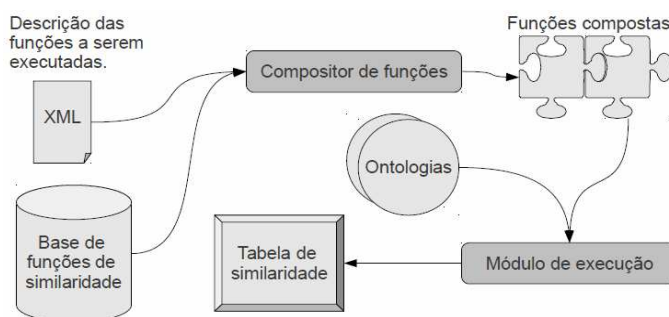 Descrição das
funções a serem
executadas.
Funções compostas
Compositor de funções
XML
Ontologias
Base de
funções de
similaridade
Tabela de
similaridade
Módulo de execução